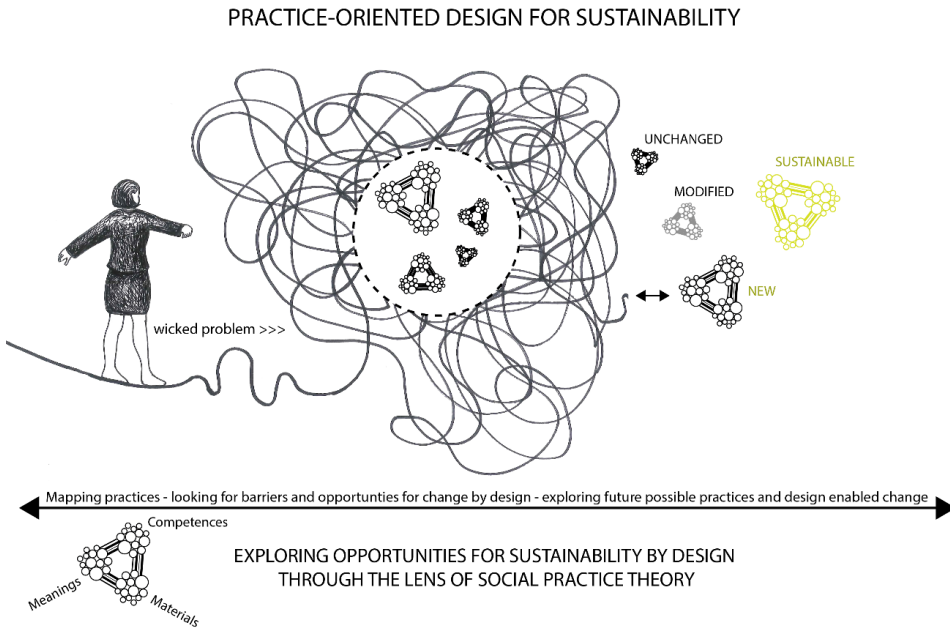 PRACTICE-ORIENTED DESIGN FOR SUSTAINABILITY
UNCHANGED
SUSTAINABLE
MODIFIED
NEW
wicked problem >>>
Mapping practices - looking for barriers and opportunties for change by design - exploring future possible practices and design enabled change
Competences
EXPLORING OPPORTUNITIES FOR SUSTAINABILITY BY DESIGN
THROUGH THE LENS OF SOCIAL PRACTICE THEORY
Meanings
Materials